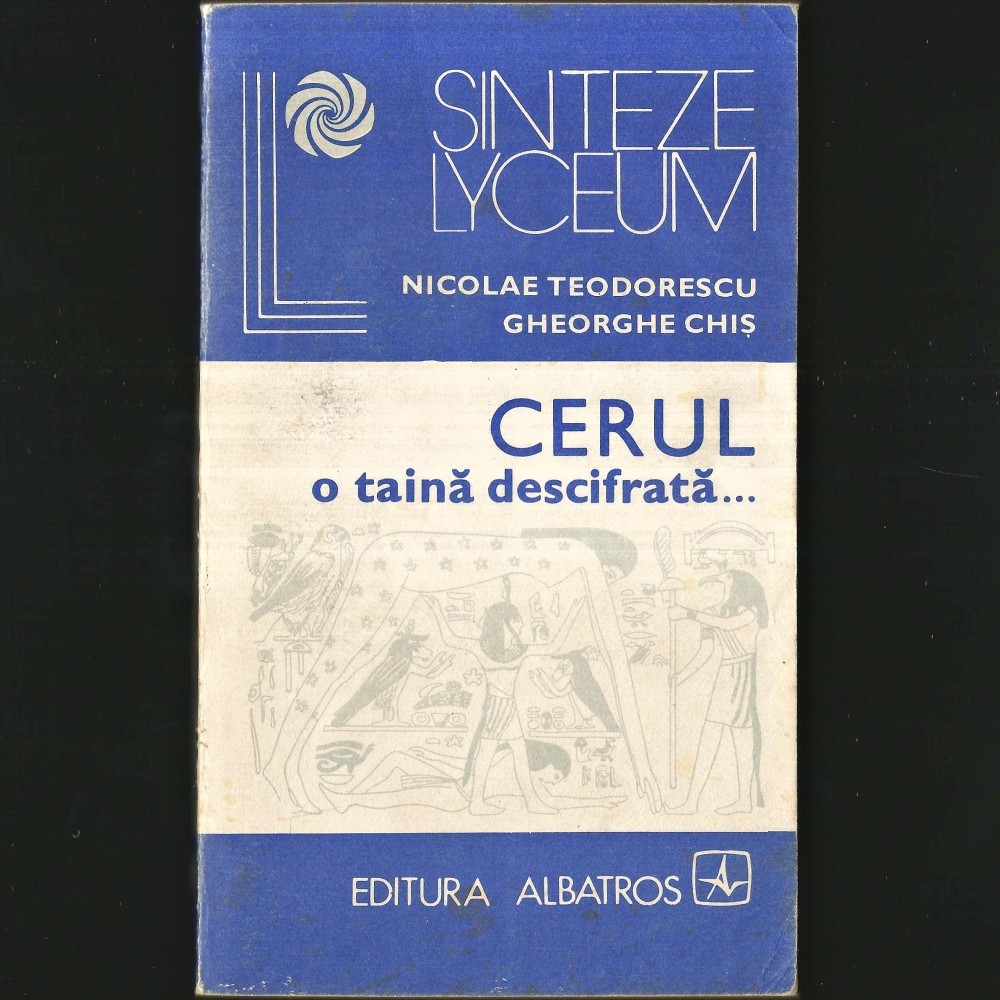 SINTEZE
LYCEUM
NICOLAE TEODORESCU
GHEORGHE CHIȘ
CERUL
o taină descifrată...
EDITURA ALBATROS